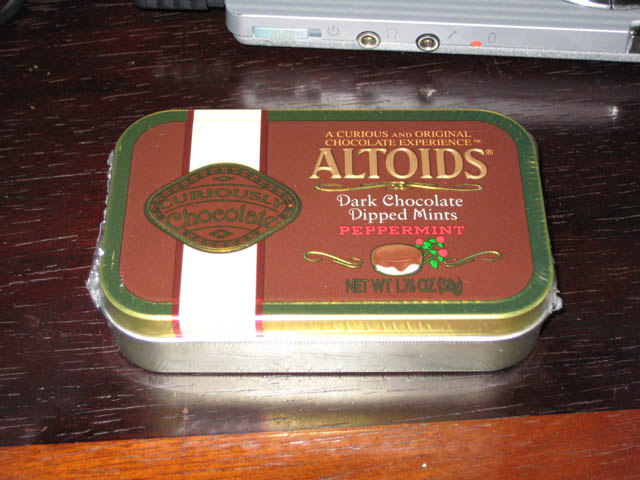 A CURIOUS AND ORIGINAL
CHOCOLATE EXPERIENCE™
ALTOIDS®
Dark Chocolate
Dipped Mints
PEPPERMINT
NET WT 1.76 OZ. (50g)
CURIOUSLY
Chocolate